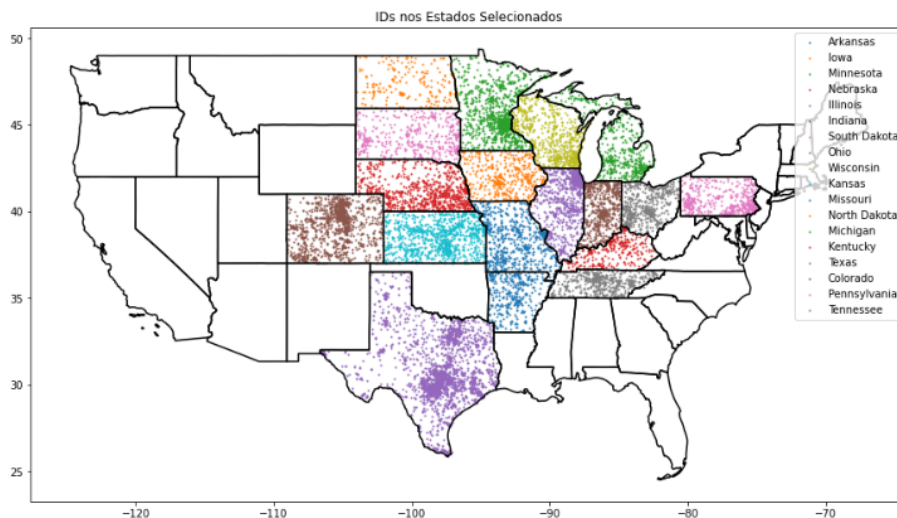 IDs nos Estados Selecionados
50
45
40
35
30
25
−120
−110
−100
−90
−80
−70
Arkansas
Iowa
Minnesota
Nebraska
Illinois
Indiana
South Dakota
Ohio
Wisconsin
Kansas
Missouri
North Dakota
Michigan
Kentucky
Texas
Colorado
Pennsylvania
Tennessee